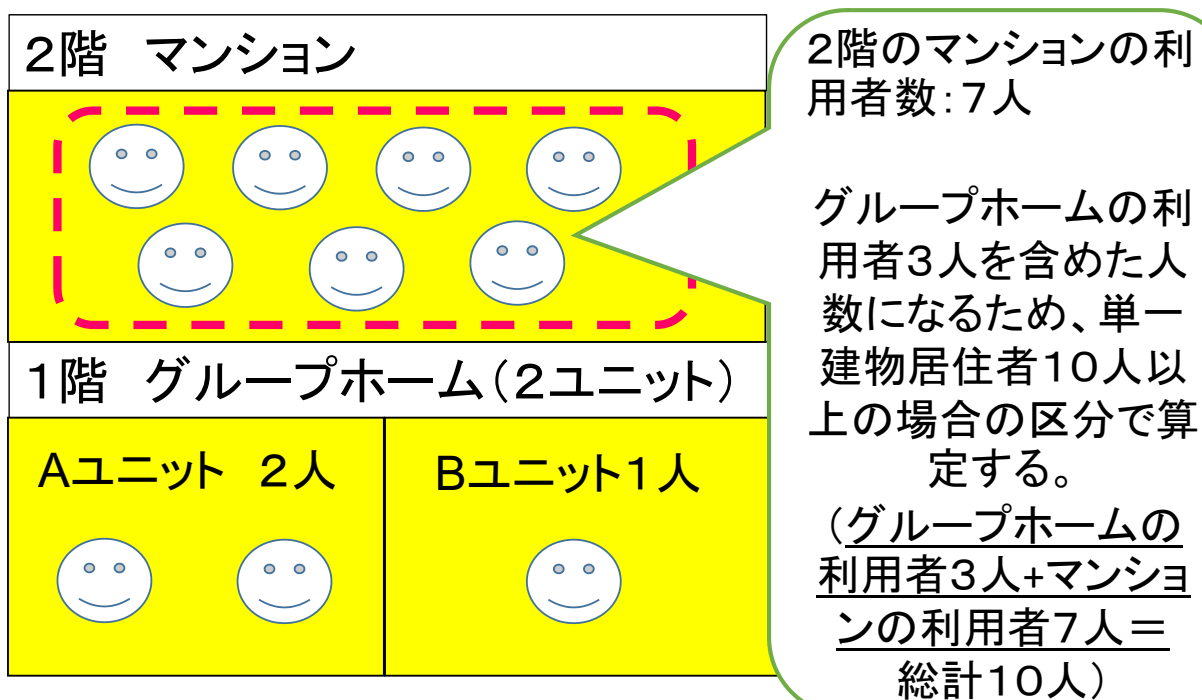 ２階　マンション
１階　グループホーム（２ユニット）
Aユニット　２人
Bユニット１人
２階のマンションの利
用者数：７人
グループホームの利
用者３人を含めた人
数になるため、単一
建物居住者１０人以
上の場合の区分で算
定する。
（グループホームの
利用者３人+マンショ
ンの利用者７人＝
総計１０人）